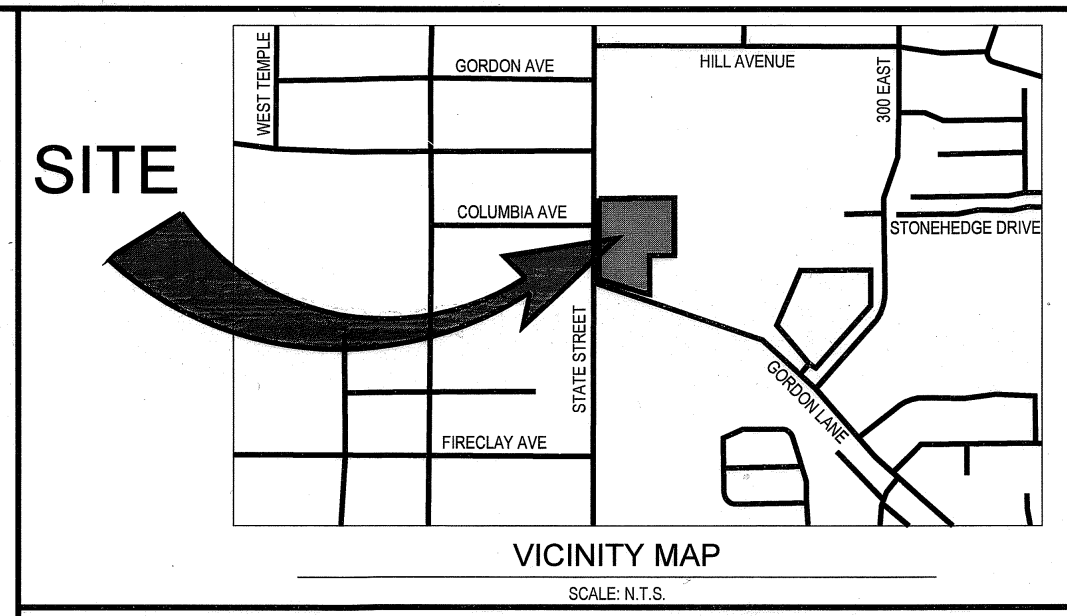 WEST TEMPLE
GORDON AVE
HILL AVENUE
300 EAST
SITE
COLUMBIA AVE
STONEHEDGE DRIVE
STATE STREET
GORDON LANE
FIRECLAY AVE
VICINITY MAP
SCALE: N.T.S.